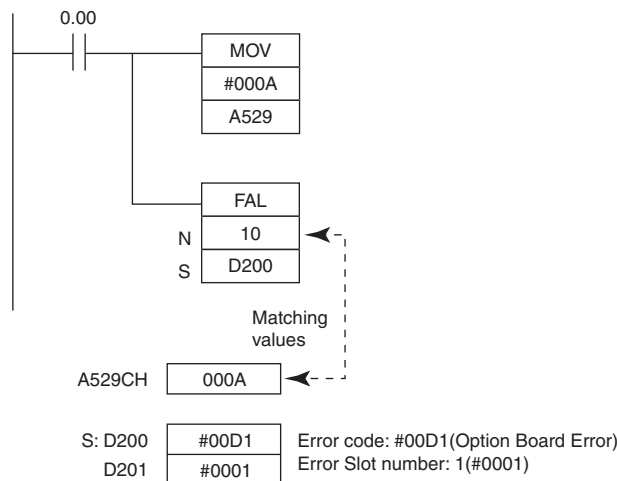 0.00
MOV
#000A
A529
FAL
N 10
S D200
Matching
values
A529CH 000A
S: D200 #00D1 Error code: #00D1(Option Board Error)
D201 #0001 Error Slot number: 1(#0001)